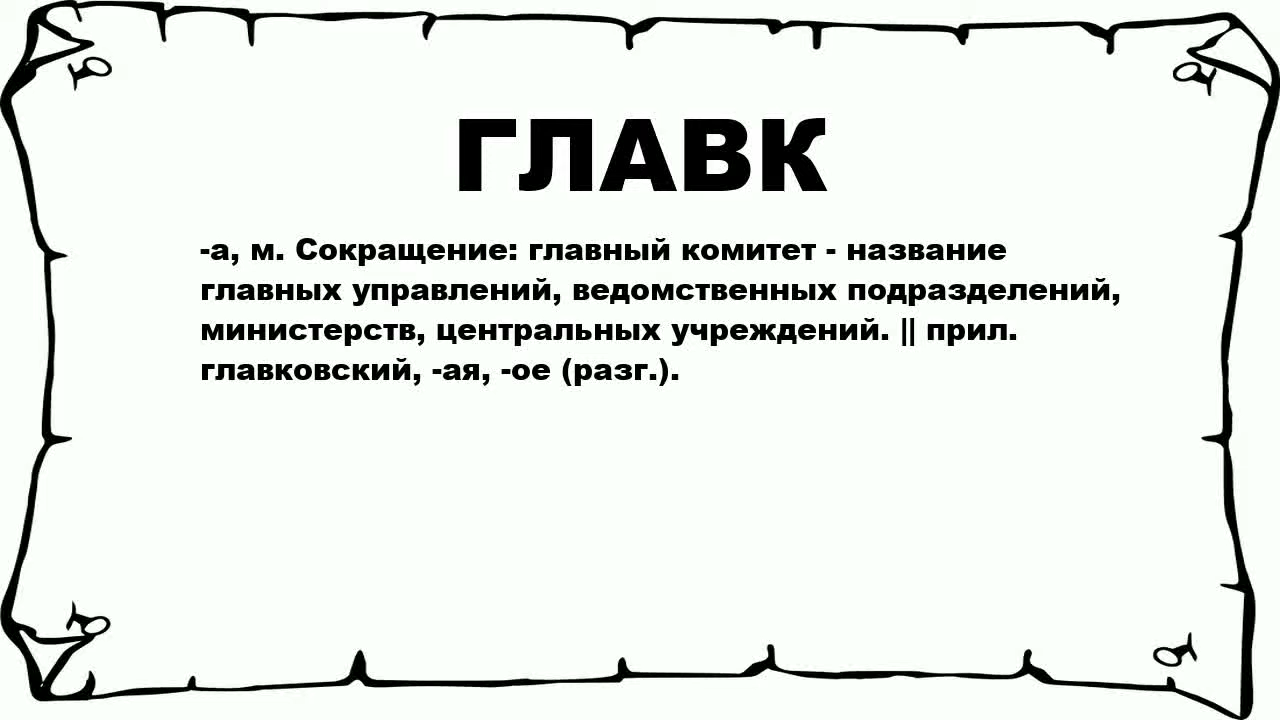 ГЛАВК
-а, м. Сокращение: главный комитет - название
главных управлений, ведомственных подразделений,
министерств, центральных учреждений. || прил.
главковский, -ая, -ое (разг.).